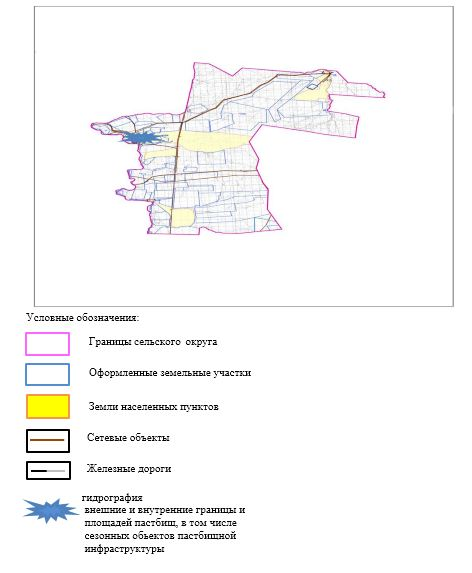 Условные обозначения:
Границы сельского округа
Оформленные земельные участки
Земли населенных пунктов
Сетевые объекты
Железные дороги
гидрография
внешние и внутренние границы и
площадей пастбищ, в том числе
сезонных объектов пастбищной
инфраструктуры